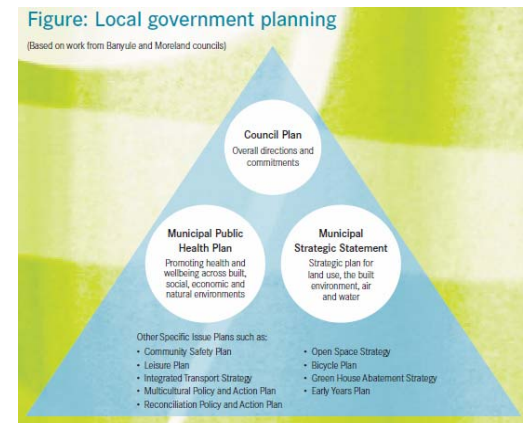 Figure: Local government planning
(Based on work from Banyule and Moreland councils)
Council Plan
Overall directions and
commitments
Municipal Public
Health Plan
Promoting health and
wellbeing across built,
social, economic and
natural environments
Municipal
Strategic Statement
Strategic plan for
land use, the built
environment, air
and water
Other Specific Issue Plans such as:
• Community Safety Plan
• Leisure Plan
• Integrated Transport Strategy
• Multicultural Policy and Action Plan
• Reconciliation Policy and Action Plan
• Open Space Strategy
• Bicycle Plan
• Green House Abatement Strategy
• Early Years Plan